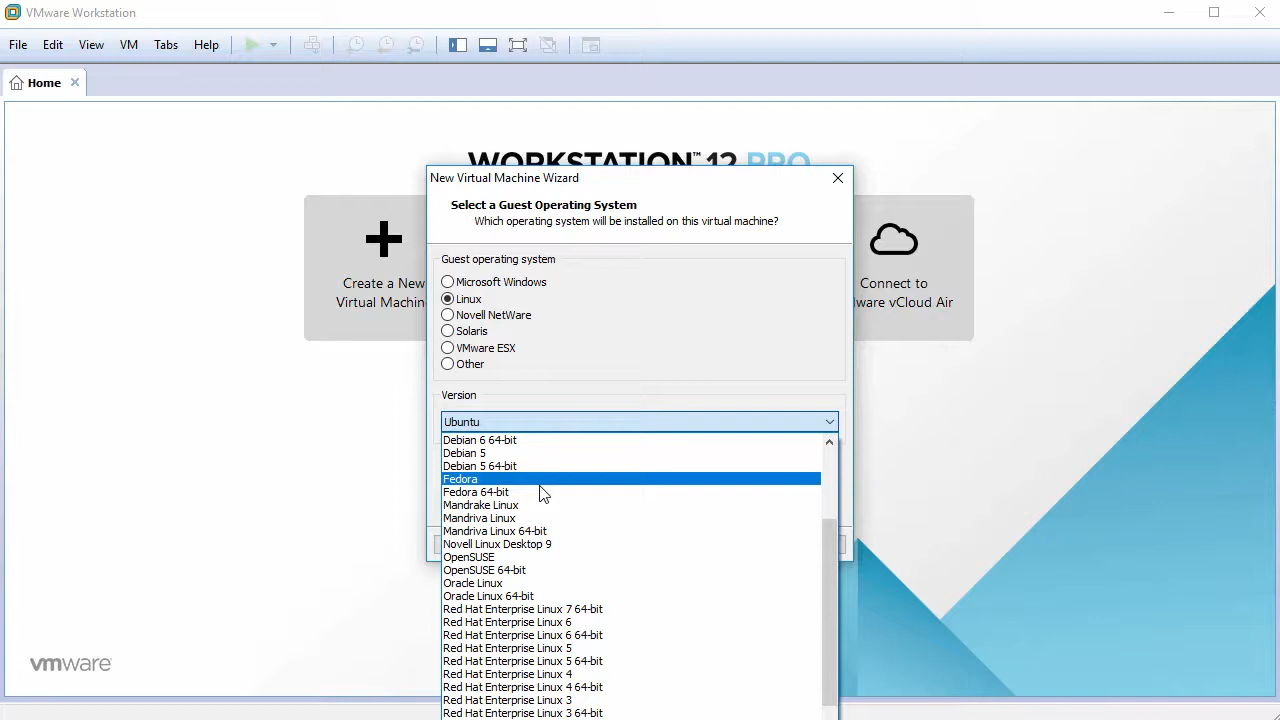 VMware Workstation
File Edit View VM Tabs Help
Home
WORKSTATION™ 12 PRO
New Virtual Machine Wizard
Select a Guest Operating System
Which operating system will be installed on this virtual machine?
Create a New
Virtual Machin
Connect to
ware vCloud Air
Guest operating system
Microsoft Windows
Linux
Novell NetWare
Solaris
VMware ESX
Other
Version
Ubuntu
Debian 6 64-bit
Debian 5
Debian 5 64-bit
Fedora
Fedora 64-bit
Mandrake Linux
Mandriva Linux
Mandriva Linux 64-bit
Novell Linux Desktop 9
OpenSUSE
OpenSUSE 64-bit
Oracle Linux
Oracle Linux 64-bit
Red Hat Enterprise Linux 7 64-bit
Red Hat Enterprise Linux 6
Red Hat Enterprise Linux 6 64-bit
Red Hat Enterprise Linux 5
Red Hat Enterprise Linux 5 64-bit
Red Hat Enterprise Linux 4
Red Hat Enterprise Linux 4 64-bit
Red Hat Enterprise Linux 3
Red Hat Enterprise Linux 3 64-bit
vmware